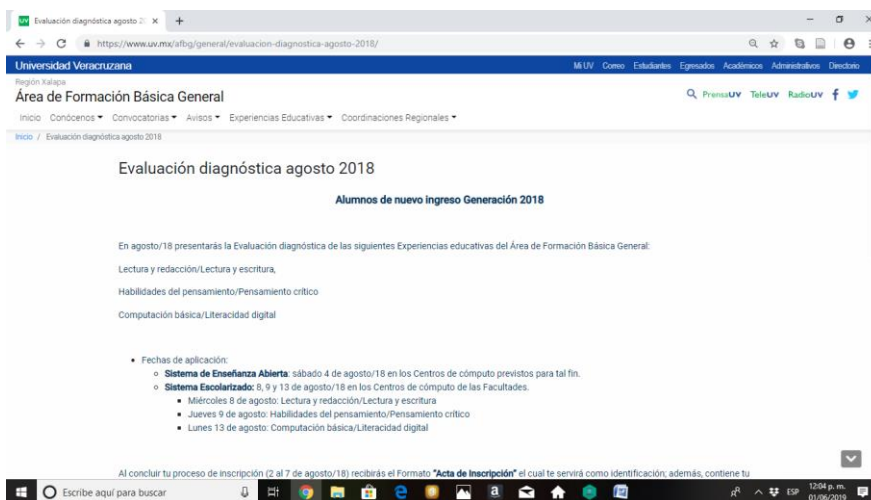 UV Evaluación diagnóstica agosto 2
https://www.uv.mx/afbg/general/evaluacion-diagnostica-agosto-2018/
Universidad Veracruzana
Mi UV Correo Estudiantes Egresados Académicos Administrativos Directorio
Región Xalapa
Área de Formación Básica General
PrensaUV TeleUV RadioUV
Inicio Conócenos Convocatorias Avisos Experiencias Educativas Coordinaciones Regionales
Inicio / Evaluación diagnóstica agosto 2018
Evaluación diagnóstica agosto 2018
Alumnos de nuevo ingreso Generación 2018
En agosto/18 presentarás la Evaluación diagnóstica de las siguientes Experiencias educativas del Área de Formación Básica General:
Lectura y redacción/Lectura y escritura,
Habilidades del pensamiento/Pensamiento crítico
Computación básica/Literacidad digital
Fechas de aplicación:
Sistema de Enseñanza Abierta: sábado 4 de agosto/18 en los Centros de cómputo previstos para tal fin.
Sistema Escolarizado: 8, 9 y 13 de agosto/18 en los Centros de cómputo de las Facultades.
Miércoles 8 de agosto: Lectura y redacción/Lectura y escritura
Jueves 9 de agosto: Habilidades del pensamiento/Pensamiento crítico
Lunes 13 de agosto: Computación básica/Literacidad digital
Al concluir tu proceso de inscripción (2 al 7 de agosto/18) recibirás el Formato "Acta de Inscripción" el cual te servirá como identificación; además, contiene tu
Escribe aquí para buscar
ESP
12:04 p. m.
01/06/2019